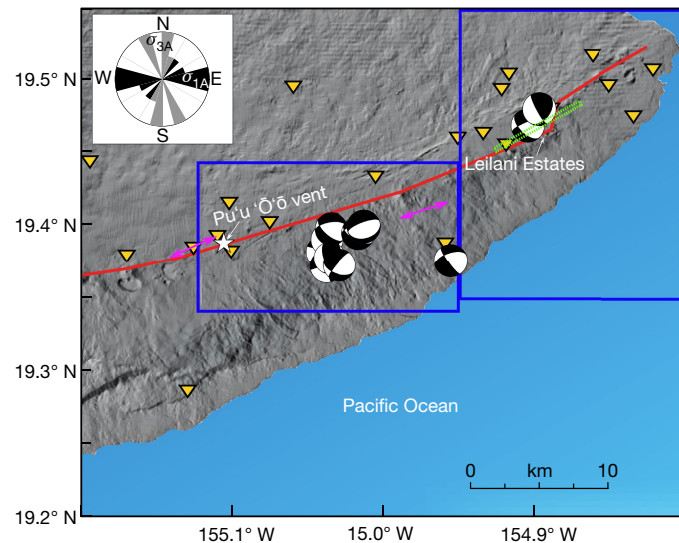 N
σ3A
W
σ1A
E
S
19.5° N
19.4° N
19.3° N
19.2° N
Leilani Estates
Pu‘u ‘Ō‘ō vent
Pacific Ocean
0 km 10
155.1° W 155.0° W 154.9° W